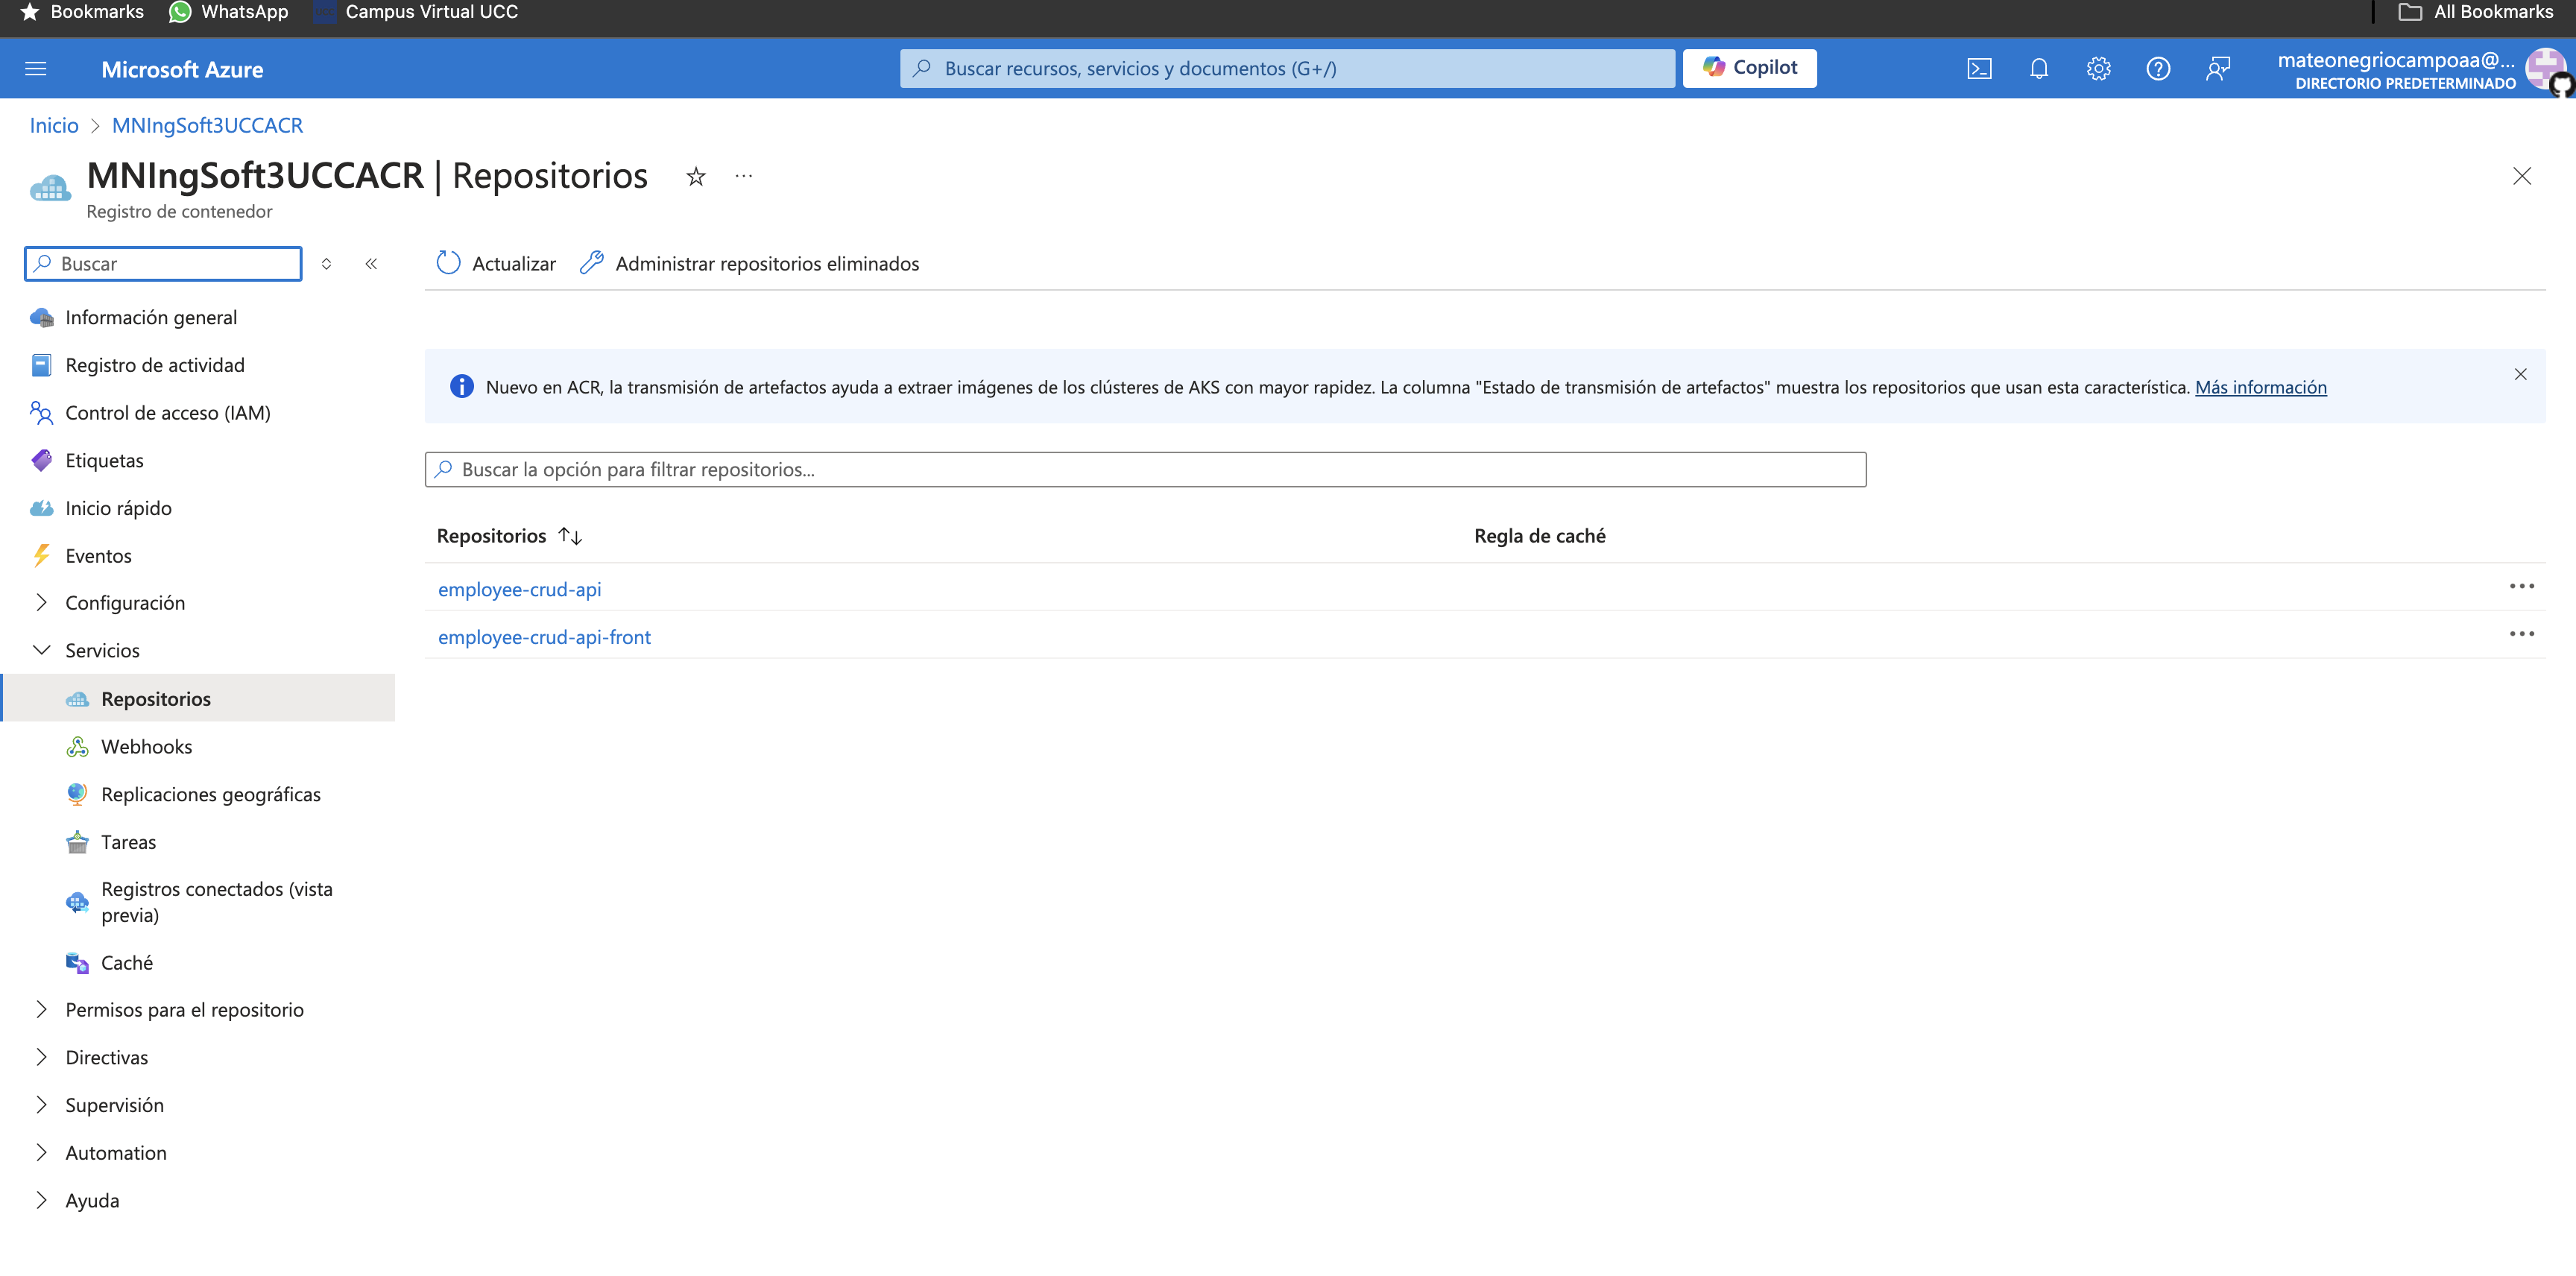 Bookmarks WhatsApp Campus Virtual UCC All Bookmarks
Microsoft Azure Buscar recursos, servicios y documentos (G+/) Copilot mateonegriocampoaa@...
DIRECTORIO PREDETERMINADO
Inicio > MNIngSoft3UCCACR
MNIngSoft3UCCACR | Repositorios
Registro de contenedor
Buscar
Actualizar Administrar repositorios eliminados
Información general
Registro de actividad
Control de acceso (IAM)
Etiquetas
Inicio rápido
Eventos
Configuración
Servicios
Repositorios
Webhooks
Replicaciones geográficas
Tareas
Registros conectados (vista
previa)
Caché
Permisos para el repositorio
Directivas
Supervisión
Automation
Ayuda
Nuevo en ACR, la transmisión de artefactos ayuda a extraer imágenes de los clústeres de AKS con mayor rapidez. La columna "Estado de transmisión de artefactos" muestra los repositorios que usan esta característica. Más información
Buscar la opción para filtrar repositorios...
Repositorios Regla de caché
employee-crud-api
employee-crud-api-front